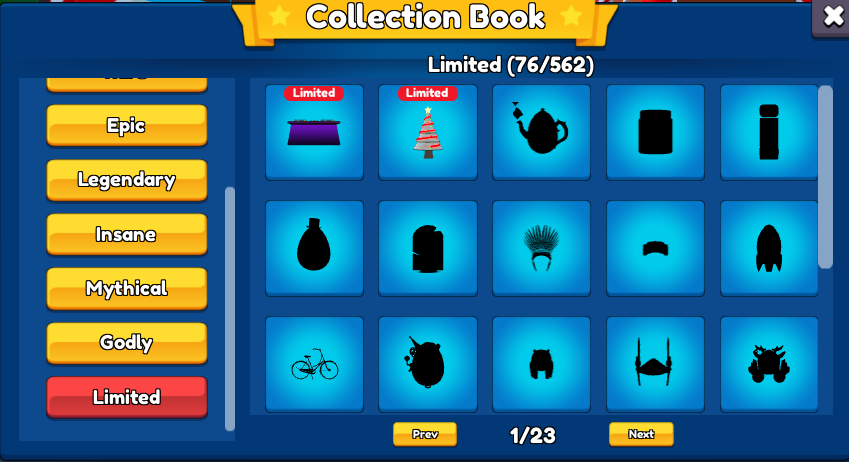 Collection Book
Limited (76/562)
Epic
Legendary
Insane
Mythical
Godly
Limited
Limited
Limited
Prev
1/23
Next